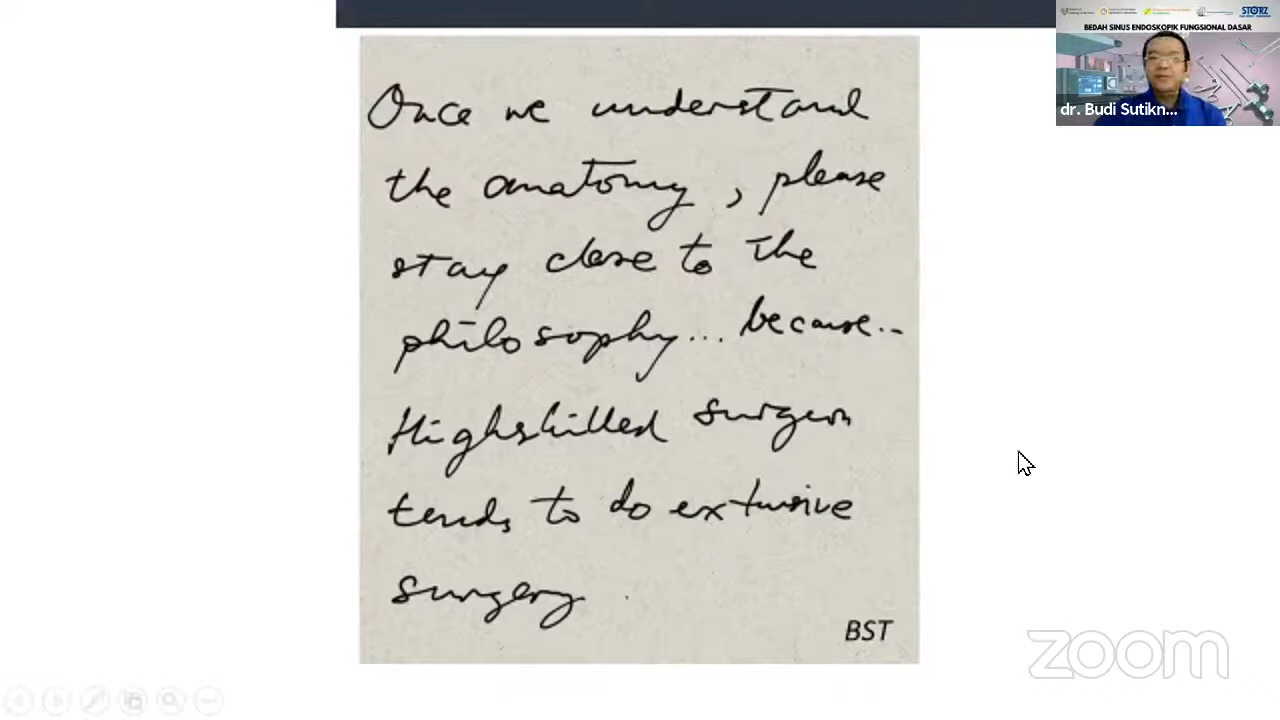 STORZ
BEDAH SINUS ENDOSKOPIK FUNGSIONAL DASAR
dr. Budi Sutikn...
Once we understand
the anatomy, please
stay close to the
philosophy... because..
Highskilled surgeon
tends to do extensive
surgery.
BST
zoom